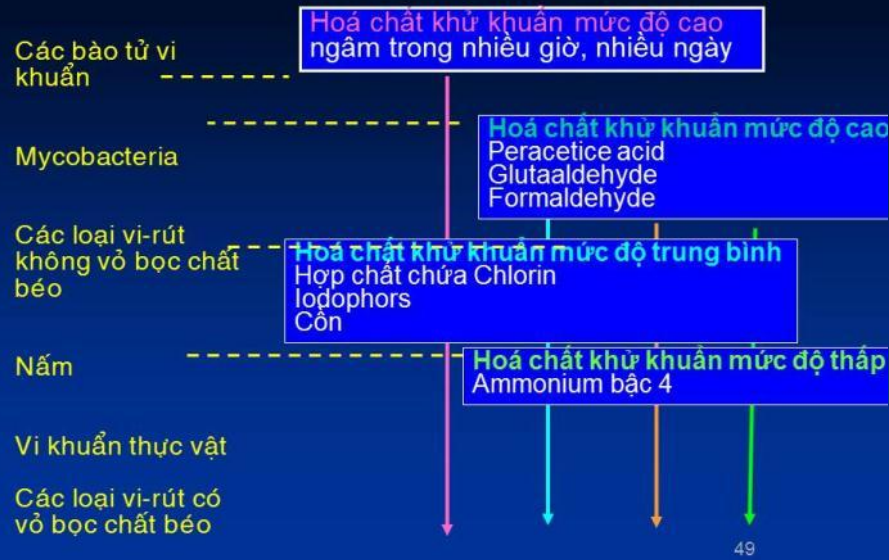 Hoá chất khử khuẩn mức độ cao
ngâm trong nhiều giờ, nhiều ngày
Các bào tử vi
khuẩn
Hoá chất khử khuẩn mức độ cao
Peracetice acid
Glutaaldehyde
Formaldehyde
Mycobacteria
Các loại vi-rút
không vỏ bọc chất
béo
Hoá chất khử khuẩn mức độ trung bình
Hợp chất chứa Chlorin
Iodophors
Cồn
Nấm
Hoá chất khử khuẩn mức độ thấp
Ammonium bậc 4
Vi khuẩn thực vật
Các loại vi-rút có
vỏ bọc chất béo
49